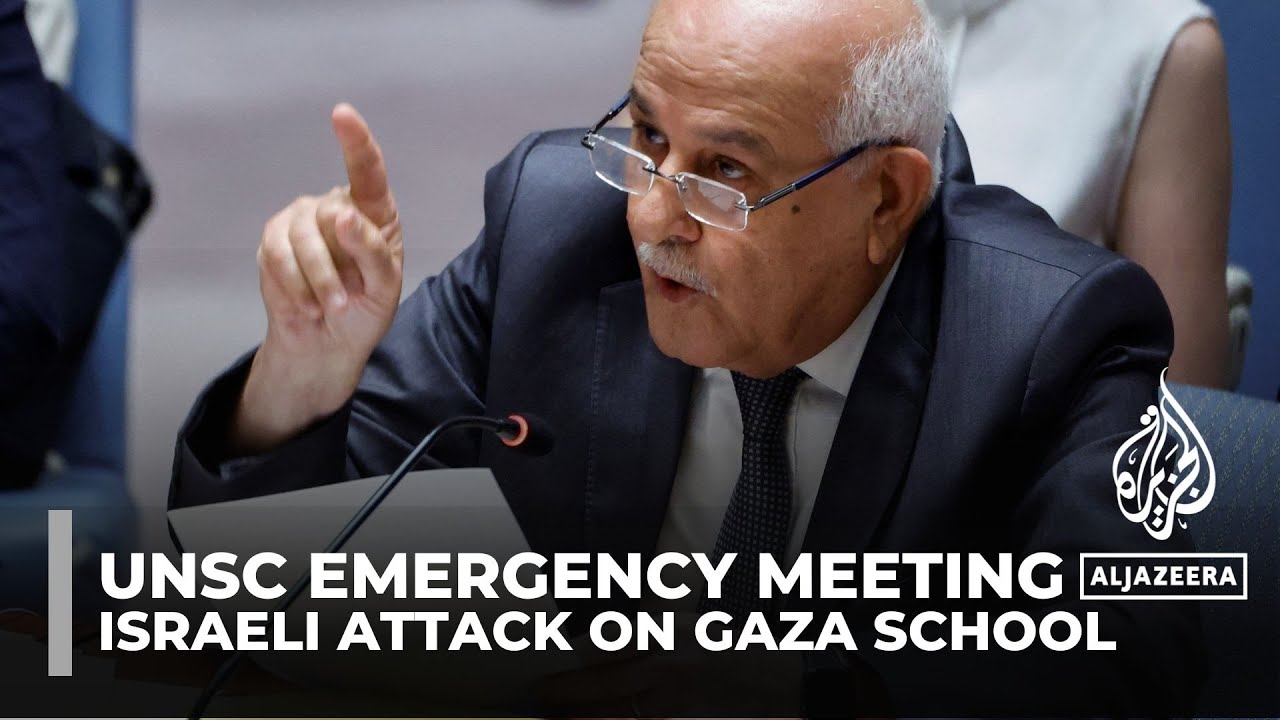 UNSC EMERGENCY MEETING
ISRAELI ATTACK ON GAZA SCHOOL
الجزيرة
ALJAZEERA